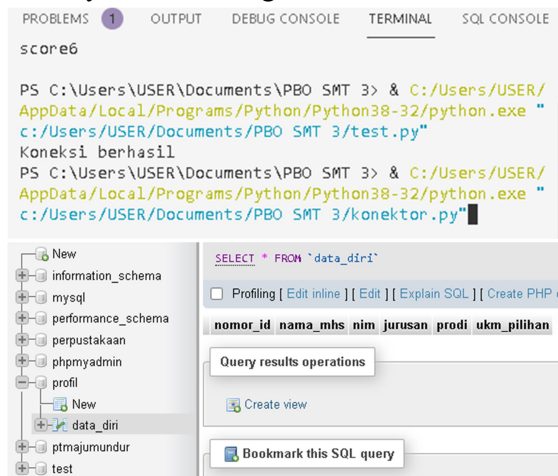 PROBLEMS 1 OUTPUT DEBUG CONSOLE TERMINAL SQL CONSOLE
score6
PS C:\Users\USER\Documents\PBO SMT 3> & C:/Users/USER/
AppData/Local/Programs/Python/Python38-32/python.exe "
c:/Users/USER/Documents/PBO SMT 3/test.py"
Koneksi berhasil
PS C:\Users\USER\Documents\PBO SMT 3> & C:/Users/USER/
AppData/Local/Programs/Python/Python38-32/python.exe "
c:/Users/USER/Documents/PBO SMT 3/konektor.py"
New
information_schema
mysql
performance_schema
perpustakaan
phpmyadmin
profil
New
data_diri
ptmajumundur
test
SELECT * FROM `data_diri`
Profiling [ Edit inline ] [ Edit ] [ Explain SQL ] [ Create PHP
nomor_id nama_mhs nim jurusan prodi ukm_pilihan
Query results operations
Create view
Bookmark this SQL query